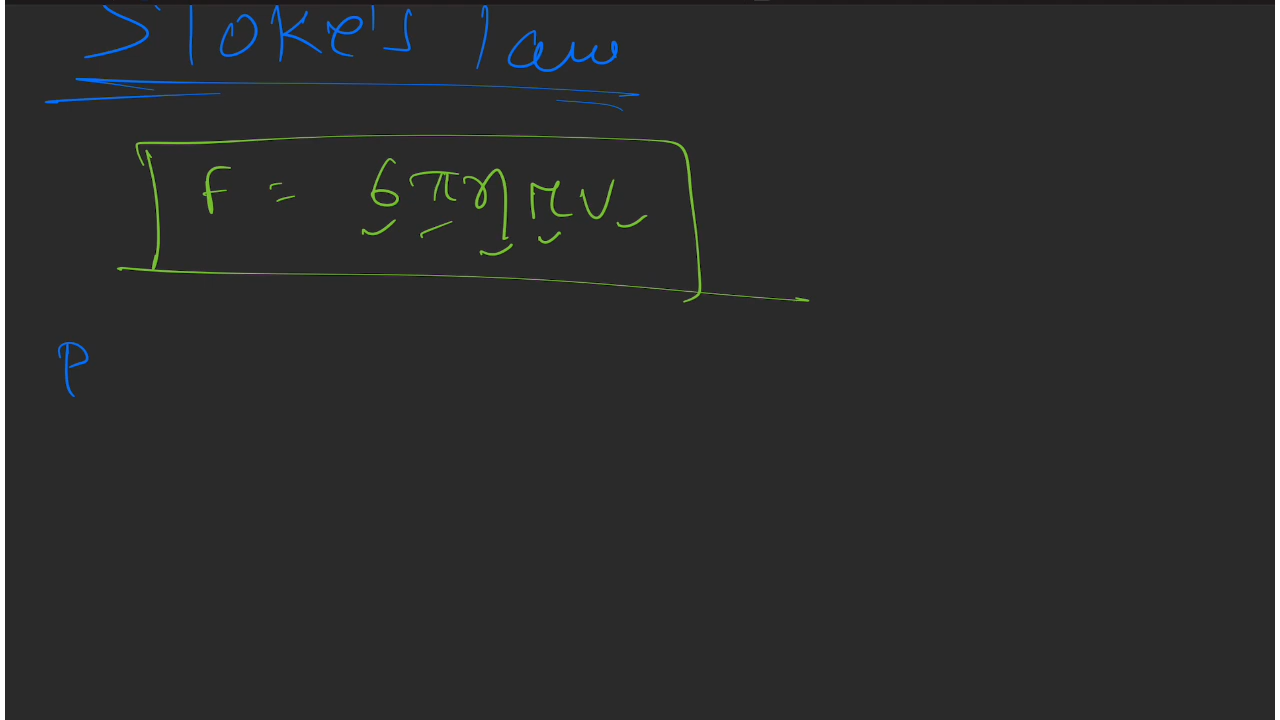 Stoke's law
F = 6πηrv
P